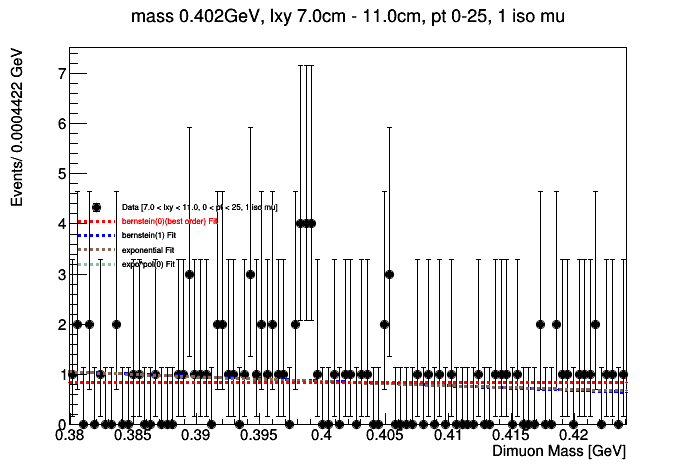 mass 0.402GeV, lxy 7.0cm - 11.0cm, pt 0-25, 1 iso mu
Events/ 0.0004422 GeV
7
6
5
4
3
2
1
0
Data [7.0 < lxy < 11.0, 0 < pt < 25, 1 iso mu]
bernstein(0)(best order) Fit
bernstein(1) Fit
exponential Fit
expo*pol(0) Fit
0.38 0.385 0.39 0.395 0.4 0.405 0.41 0.415 0.42
Dimuon Mass [GeV]